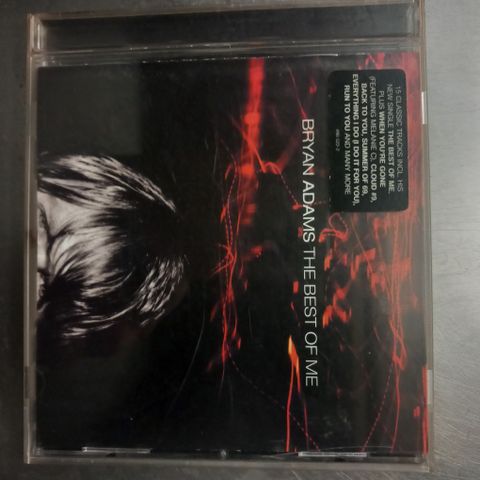 15 CLASSIC TRACKS INCL. HIS
NEW SINGLE THE BEST OF ME,
PLUS WHEN YOU'RE GONE
(FEATURING MELANIE C), CLOUD #9,
BACK TO YOU, SUMMER OF 69,
EVERYTHING I DO (I DO IT FOR YOU),
RUN TO YOU AND MANY MORE
BRYAN ADAMS THE BEST OF ME